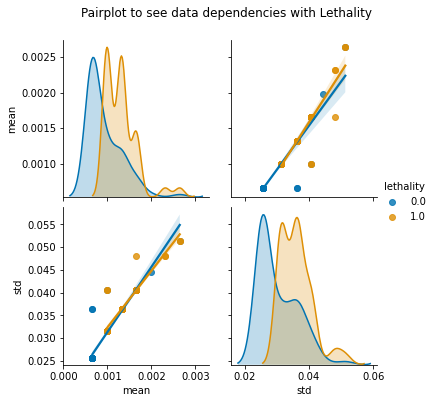 Pairplot to see data dependencies with Lethality
0.0025
0.0020
0.0015
0.0010
mean
lethality
0.0
1.0
0.055
0.050
0.045
0.040
0.035
0.030
0.025
std
0.000 0.001 0.002 0.003
mean
0.02 0.04 0.06
std